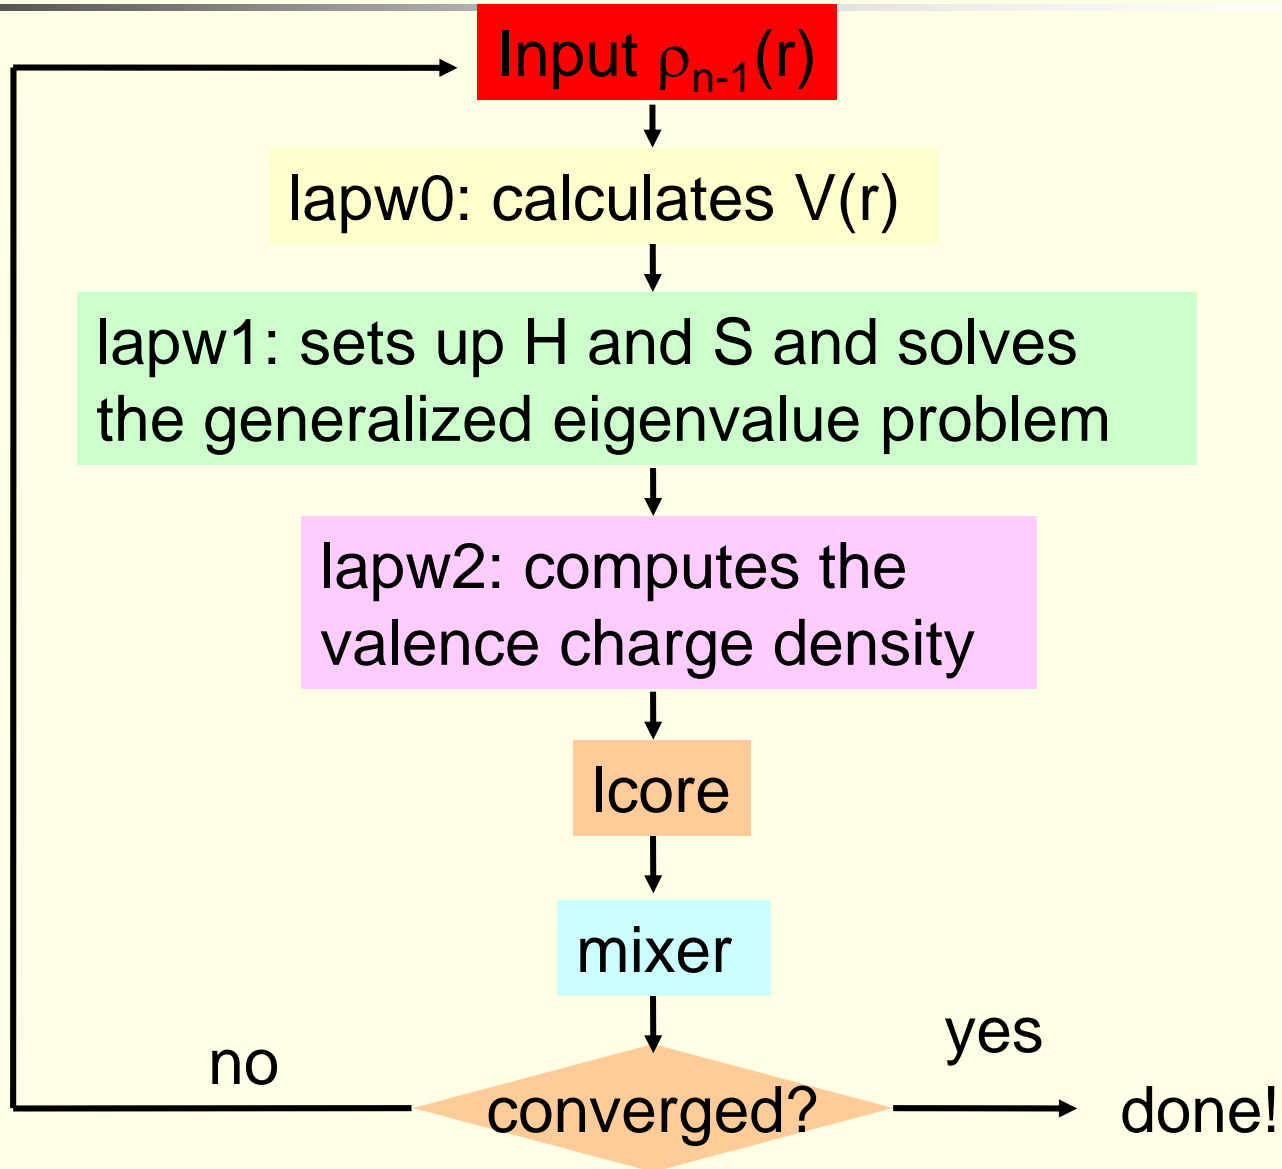 Input ρn-1(r)
lapw0: calculates V(r)
lapw1: sets up H and S and solves
the generalized eigenvalue problem
lapw2: computes the
valence charge density
lcore
mixer
no
yes
converged?
done!